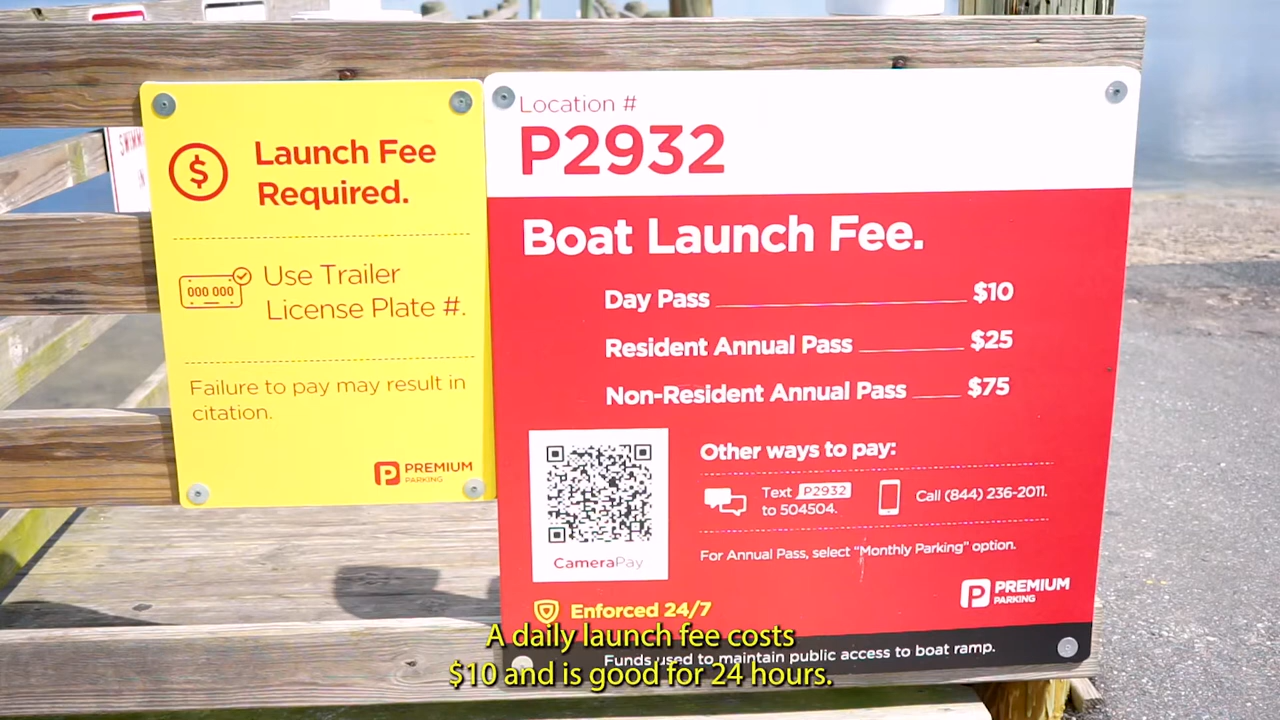 $
Launch Fee
Required.
000 000
Use Trailer
License Plate #.
Failure to pay may result in
citation.
P PREMIUM
PARKING
Location #
P2932
Boat Launch Fee.
Day Pass $10
Resident Annual Pass $25
Non-Resident Annual Pass $75
CameraPay
Other ways to pay:
Text P2932
to 504504.
Call (844) 236-2011.
For Annual Pass, select "Monthly Parking" option.
P PREMIUM
PARKING
Enforced 24/7
Funds used to maintain public access to boat ramp.
A daily launch fee costs
$10 and is good for 24 hours.